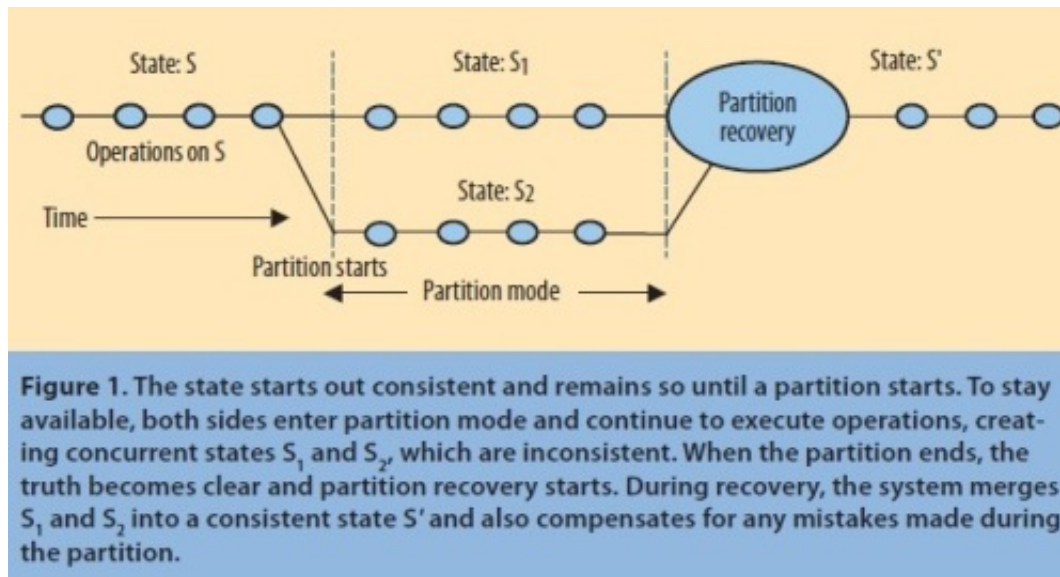 State: S
State: S₁
State: S'
Partition
recovery
Operations on S
State: S₂
Time
Partition starts
Partition mode
Figure 1. The state starts out consistent and remains so until a partition starts. To stay
available, both sides enter partition mode and continue to execute operations, creat-
ing concurrent states S₁ and S₂, which are inconsistent. When the partition ends, the
truth becomes clear and partition recovery starts. During recovery, the system merges
S₁ and S₂ into a consistent state S' and also compensates for any mistakes made during
the partition.